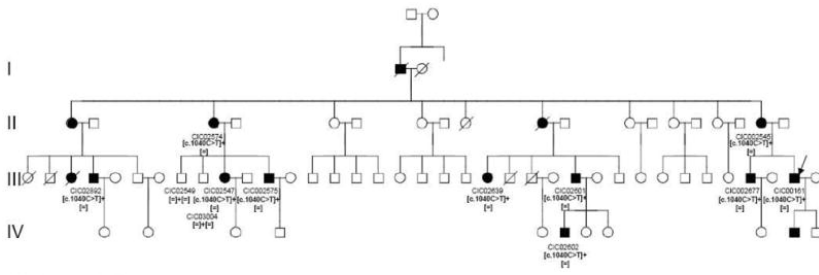 I
II
CIC02574
[c.1040C>T]+
[=]
CIC002545
[c.1040C>T]+
[=]
III
CIC02892
[c.1040C>T]+
[=]
CIC02549
[=]+[=]
CIC02547
[c.1040C>T]+
[=]
CIC002575
[c.1040C>T]+
[=]
CIC02639
[c.1040C>T]+
[=]
CIC02601
[c.1040C>T]+
[=]
CIC002677
[c.1040C>T]+
[=]
CIC00161
[c.1040C>T]+
[=]
CIC03004
[=]+[=]
IV
CIC02602
[c.1040C>T]+
[=]